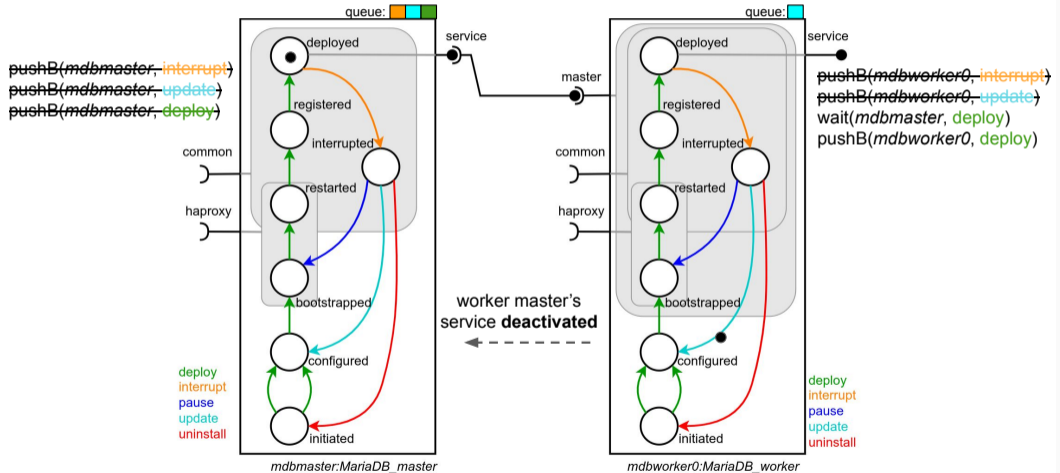 queue:
pushB(mdbmaster, interrupt)
pushB(mdbmaster, update)
pushB(mdbmaster, deploy)
deployed
registered
interrupted
restarted
bootstrapped
configured
initiated
common
haproxy
service
deploy
interrupt
pause
update
uninstall
mdbmaster:MariaDB_master
worker master's
service deactivated
queue:
master
common
haproxy
deployed
registered
interrupted
restarted
bootstrapped
configured
initiated
service
pushB(mdbworker0, interrupt)
pushB(mdbworker0, update)
wait(mdbmaster, deploy)
pushB(mdbworker0, deploy)
deploy
interrupt
pause
update
uninstall
mdbworker0:MariaDB_worker